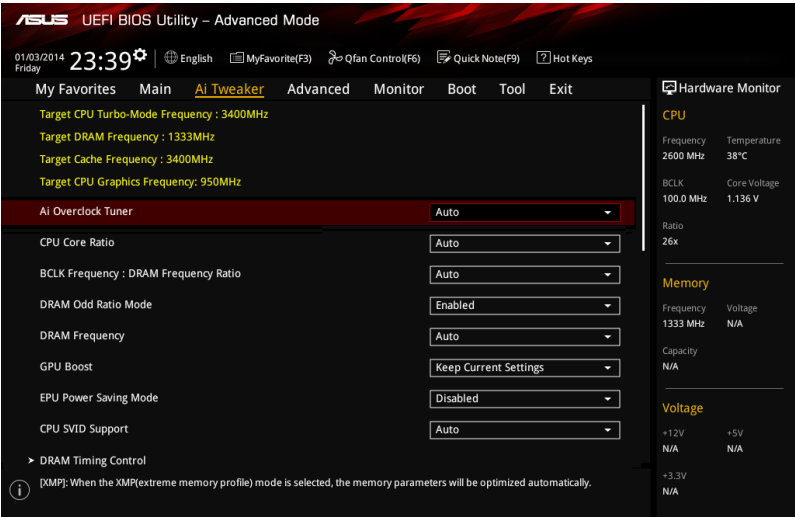 ASUS UEFI BIOS Utility – Advanced Mode
01/03/2014 23:39 English MyFavorite(F3) Qfan Control(F6) Quick Note(F9) ? Hot Keys
Friday
My Favorites Main Ai Tweaker Advanced Monitor Boot Tool Exit
Target CPU Turbo-Mode Frequency : 3400MHz
Target DRAM Frequency : 1333MHz
Target Cache Frequency : 3400MHz
Target CPU Graphics Frequency: 950MHz
Ai Overclock Tuner Auto
CPU Core Ratio Auto
BCLK Frequency : DRAM Frequency Ratio Auto
DRAM Odd Ratio Mode Enabled
DRAM Frequency Auto
GPU Boost Keep Current Settings
EPU Power Saving Mode Disabled
CPU SVID Support Auto
> DRAM Timing Control
[XMP]: When the XMP(extreme memory profile) mode is selected, the memory parameters will be optimized automatically.
Hardware Monitor
CPU
Frequency Temperature
2600 MHz 38°C
BCLK Core Voltage
100.0 MHz 1.136 V
Ratio
26x
Memory
Frequency Voltage
1333 MHz N/A
Capacity
N/A
Voltage
+12V +5V
N/A N/A
+3.3V
N/A